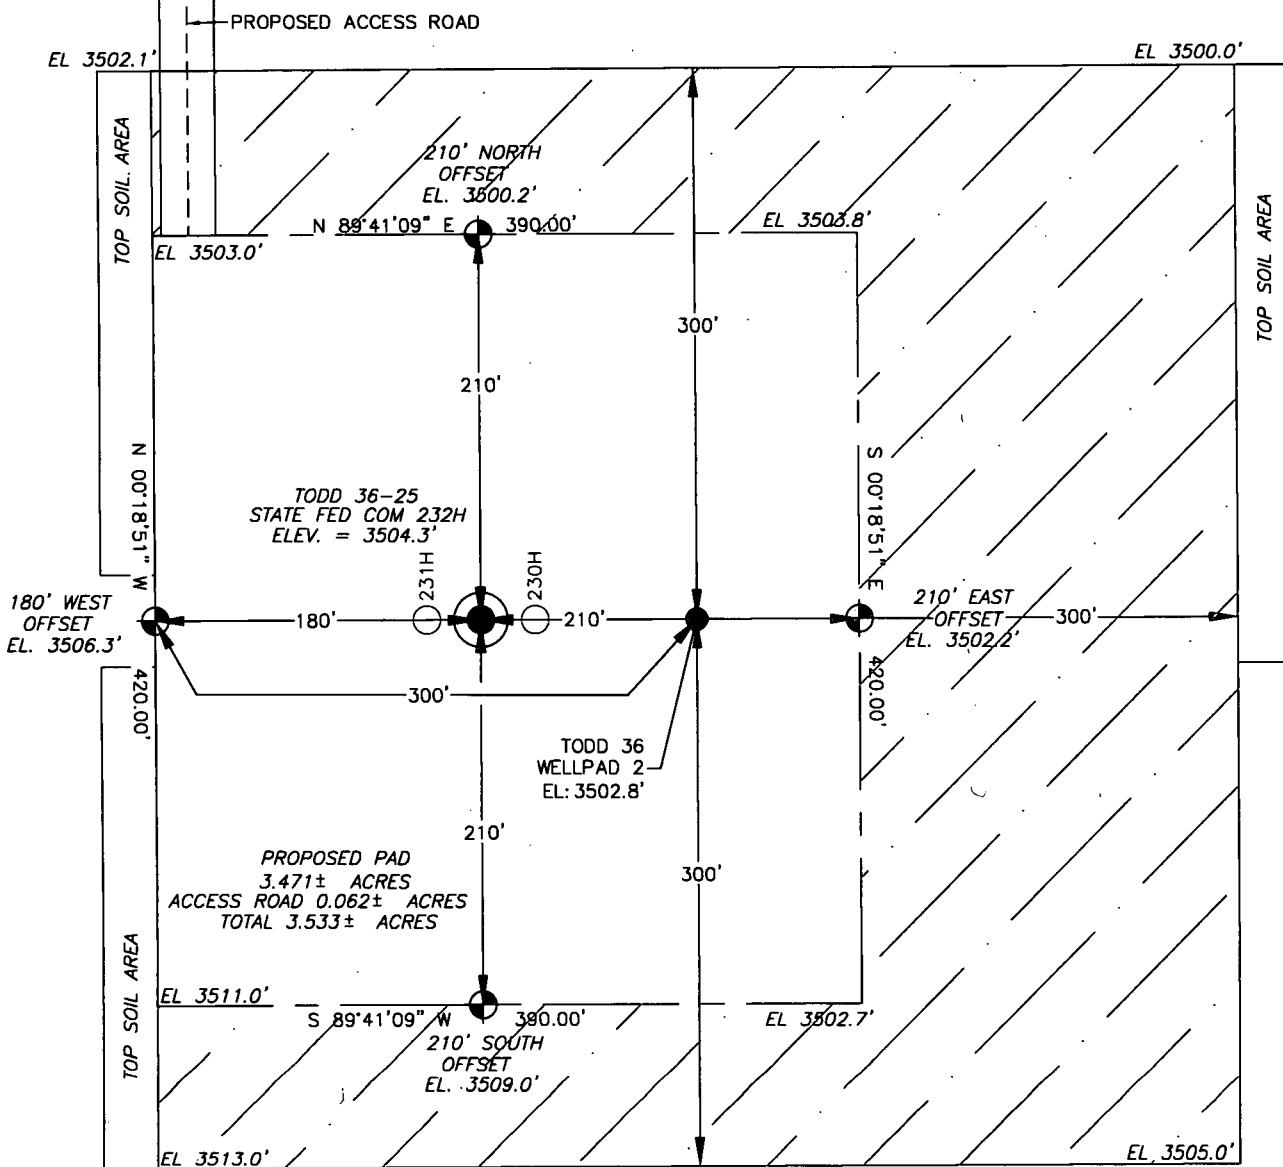 PROPOSED ACCESS ROAD
EL 3502.1'
EL 3500.0'
TOP SOIL AREA
210' NORTH
OFFSET
EL. 3500.2'
TOP SOIL AREA
N 89°41'09" E 390.00'
EL 3503.8'
EL 3503.0'
300'
210'
N 00°18'51" W
S 00°18'51" E
TODD 36-25
STATE FED COM 232H
ELEV. = 3504.3'
231H
230H
180' WEST
OFFSET
EL. 3506.3'
180'
210'
210' EAST
OFFSET
EL. 3502.2'
300'
420.00'
420.00'
300'
TODD 36
WELLPAD 2
EL: 3502.8'
210'
300'
PROPOSED PAD
3.471± ACRES
ACCESS ROAD 0.062± ACRES
TOTAL 3.533± ACRES
TOP SOIL AREA
EL 3511.0'
S 89°41'09" W 390.00'
EL 3502.7'
210' SOUTH
OFFSET
EL. 3509.0'
EL 3513.0'
EL 3505.0'